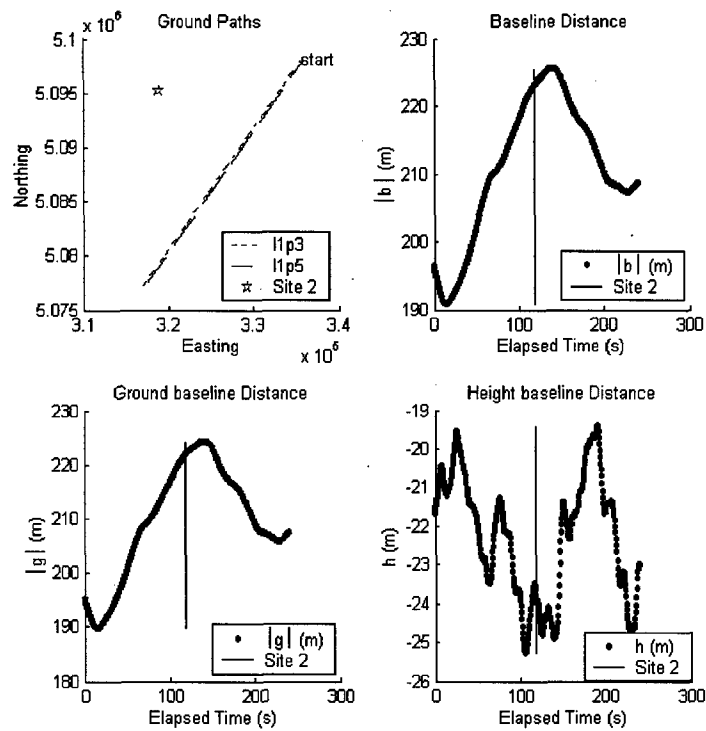 Ground Paths
× 10^6
5.1
5.095
5.09
5.085
5.08
5.075
Northing
start
l1p3
l1p5
Site 2
3.1 3.2 3.3 3.4
× 10^6
Easting
Baseline Distance
230
220
210
200
190
|b| (m)
|b| (m)
Site 2
0 100 200 300
Elapsed Time (s)
Ground baseline Distance
230
220
210
200
190
180
|g| (m)
|g| (m)
Site 2
0 100 200 300
Elapsed Time (s)
Height baseline Distance
-19
-20
-21
-22
-23
-24
-25
-26
h (m)
h (m)
Site 2
0 100 200 300
Elapsed Time (s)